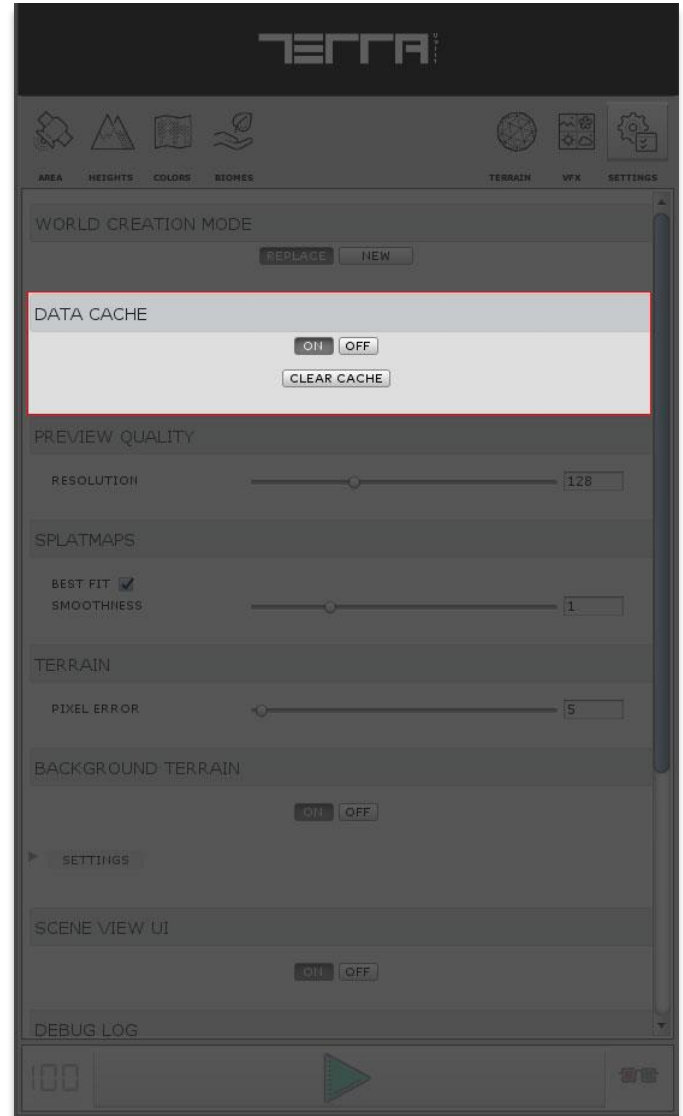 TERRA
AREA HEIGHTS COLORS BIOMES TERRAIN VFX SETTINGS
WORLD CREATION MODE
REPLACE NEW
DATA CACHE
ON OFF
CLEAR CACHE
PREVIEW QUALITY
RESOLUTION 128
SPLATMAPS
BEST FIT
SMOOTHNESS 1
TERRAIN
PIXEL ERROR 5
BACKGROUND TERRAIN
ON OFF
SETTINGS
SCENE VIEW UI
ON OFF
DEBUG LOG
100